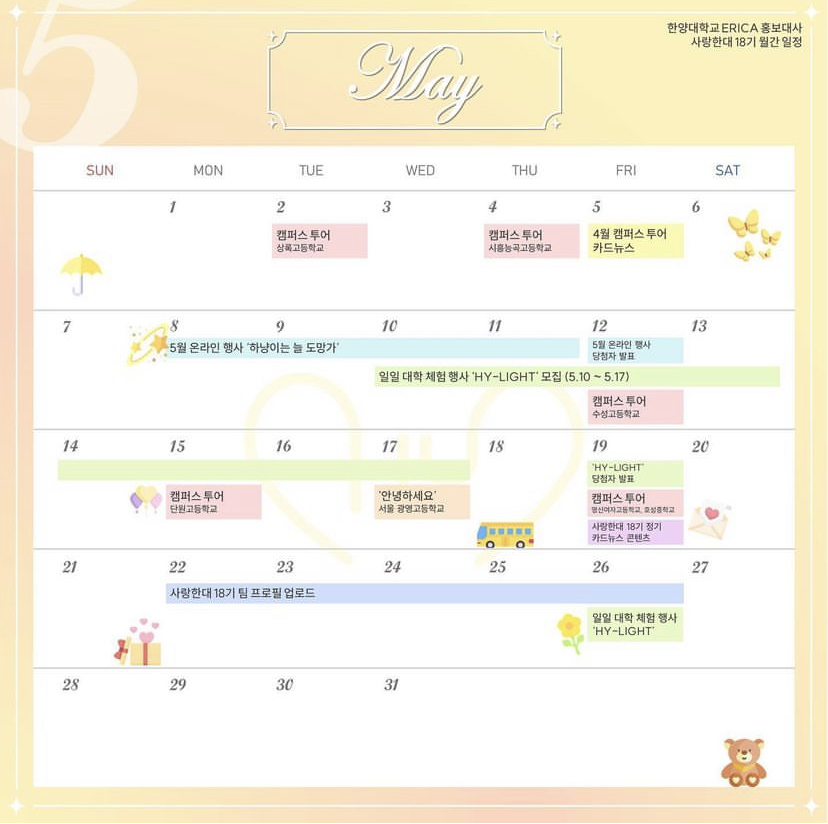 5
한양대학교 ERICA 홍보대사
사랑한대 18기 월간 일정
May
SUN MON TUE WED THU FRI SAT
1 2 3 4 5 6
캠퍼스 투어
상록고등학교
캠퍼스 투어
시흥능곡고등학교
4월 캠퍼스 투어
카드뉴스
7 8 9 10 11 12 13
5월 온라인 행사 '하냥이는 늘 도망가'
5월 온라인 행사
당첨자 발표
일일 대학 체험 행사 'HY-LIGHT' 모집 (5.10 ~ 5.17)
캠퍼스 투어
수성고등학교
14 15 16 17 18 19 20
'HY-LIGHT'
당첨자 발표
캠퍼스 투어
단원고등학교
'안녕하세요'
서울 광영고등학교
캠퍼스 투어
명신여자고등학교, 호성중학교
사랑한대 18기 정기
카드뉴스 콘텐츠
21 22 23 24 25 26 27
사랑한대 18기 팀 프로필 업로드
일일 대학 체험 행사
'HY-LIGHT'
28 29 30 31